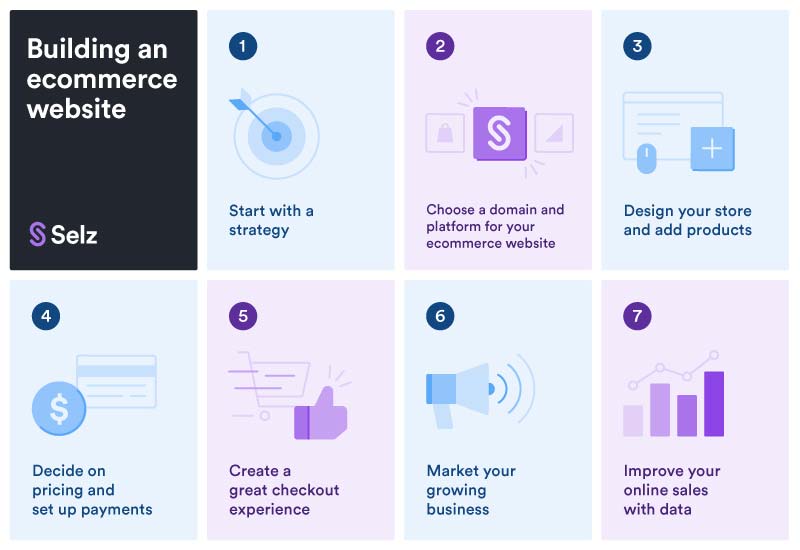 Building an
ecommerce
website
Selz
1
Start with a
strategy
2
Choose a domain and
platform for your
ecommerce website
3
Design your store
and add products
4
$
Decide on
pricing and
set up payments
5
Create a
great checkout
experience
6
Market your
growing
business
7
Improve your
online sales
with data